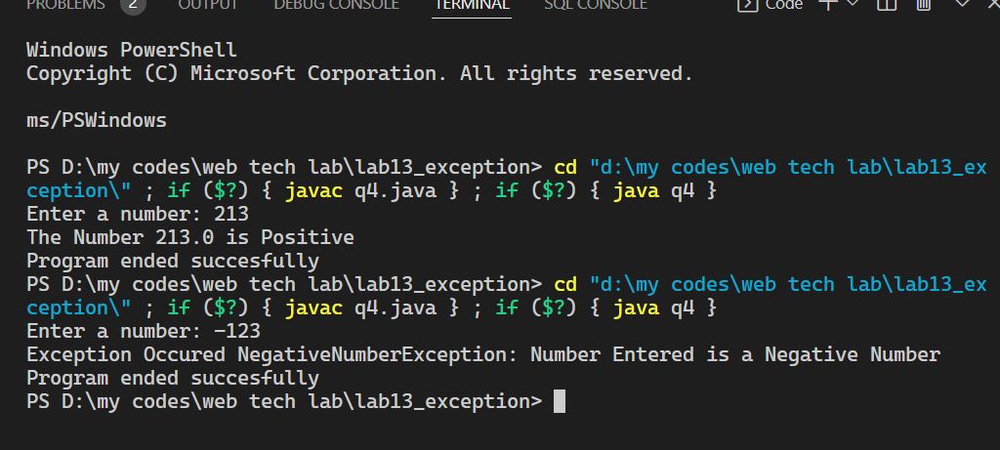 PROBLEMS 2 OUTPUT DEBUG CONSOLE TERMINAL SQL CONSOLE Code
Windows PowerShell
Copyright (C) Microsoft Corporation. All rights reserved.
ms/PSWindows
PS D:\my codes\web tech lab\lab13_exception> cd "d:\my codes\web tech lab\lab13_ex
ception\" ; if ($?) { javac q4.java } ; if ($?) { java q4 }
Enter a number: 213
The Number 213.0 is Positive
Program ended succesfully
PS D:\my codes\web tech lab\lab13_exception> cd "d:\my codes\web tech lab\lab13_ex
ception\" ; if ($?) { javac q4.java } ; if ($?) { java q4 }
Enter a number: -123
Exception Occured NegativeNumberException: Number Entered is a Negative Number
Program ended succesfully
PS D:\my codes\web tech lab\lab13_exception>